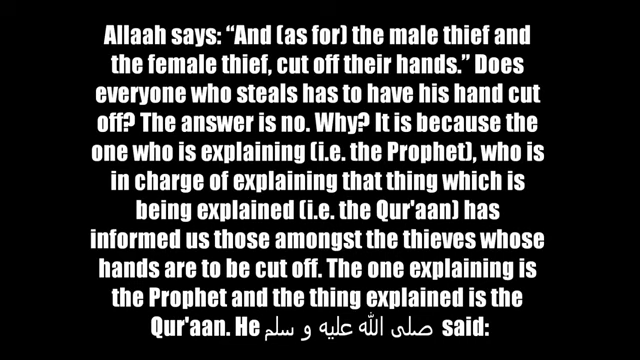 Allaah says: “And (as for) the male thief and
the female thief, cut off their hands.” Does
everyone who steals has to have his hand cut
off? The answer is no. Why? It is because the
one who is explaining (i.e. the Prophet), who is
in charge of explaining that thing which is
being explained (i.e. the Qur'aan) has
informed us those amongst the thieves whose
hands are to be cut off. The one explaining is
the Prophet and the thing explained is the
Qur'aan. He صلى الله عليه و سلم said: